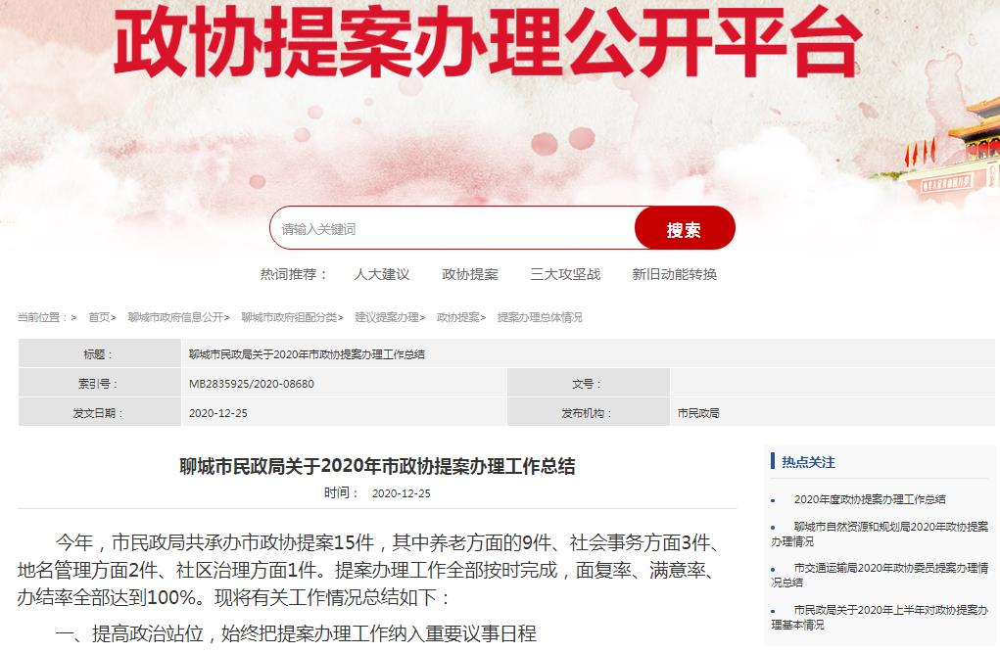 政协提案办理公开平台
请输入关键词
搜索
热词推荐： 人大建议 政协提案 三大攻坚战 新旧动能转换
当前位置：> 首页> 聊城市政府信息公开> 聊城市政府组配分类> 建议提案办理> 政协提案> 提案办理总体情况
标题： 聊城市民政局关于2020年市政协提案办理工作总结
索引号： MB2835925/2020-08680 文号：
发文日期： 2020-12-25 发布机构： 市民政局
聊城市民政局关于2020年市政协提案办理工作总结
时间： 2020-12-25
今年，市民政局共承办市政协提案15件，其中养老方面的9件、社会事务方面3件、
地名管理方面2件、社区治理方面1件。提案办理工作全部按时完成，面复率、满意率、
办结率全部达到100%。现将有关工作情况总结如下：
一、提高政治站位，始终把提案办理工作纳入重要议事日程
热点关注
2020年度政协提案办理工作总结
聊城市自然资源和规划局2020年政协提案
办理情况
市交通运输局2020年政协委员提案办理情
况总结
市民政局关于2020年上半年对政协提案办
理基本情况